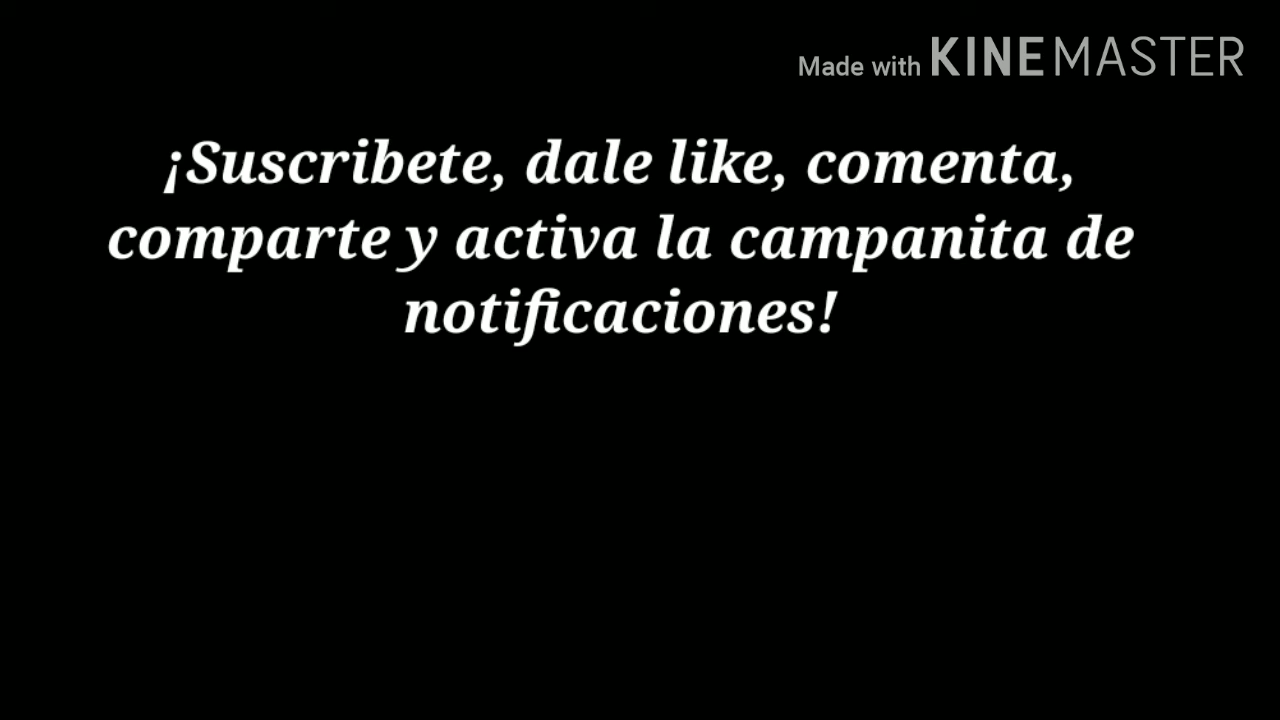 Made with KINEMASTER
¡Suscribete, dale like, comenta,
comparte y activa la campanita de
notificaciones!